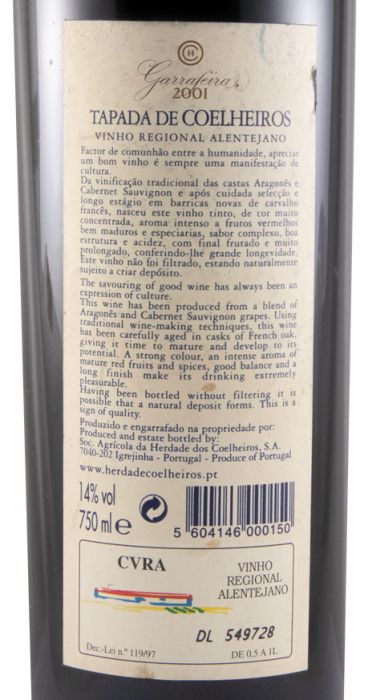 CH
Garrafeira
2001
TAPADA DE COELHEIROS
VINHO REGIONAL ALENTEJANO
Factor de comunhão entre a humanidade, apreciar
um bom vinho é sempre uma manifestação de
cultura.
Da vinificação tradicional das castas Aragonês e
Cabernet Sauvignon e após cuidada selecção e
longo estágio em barricas novas de carvalho
francês, nasceu este vinho tinto, de cor muito
concentrada, aroma intenso a frutos vermelhos
bem maduros e especiarias, sabor complexo, boa
estrutura e acidez, com final frutado e muito
prolongado, conferindo-lhe grande longevidade.
Este vinho não foi filtrado, estando naturalmente
sujeito a criar depósito.
The savouring of good wine has always been an
expression of culture.
This wine has been produced from a blend of
Aragonês and Cabernet Sauvignon grapes. Using
traditional wine-making techniques, this wine
has been carefully aged in casks of French oak,
giving it time to mature and develop to its
potential. A strong colour, an intense aroma of
mature red fruits and spices, good balance and a
long finish make its drinking extremely
pleasurable.
Having been bottled without filtering it is
possible that a natural deposit forms. This is a
sign of quality.
Produzido e engarrafado na propriedade por:
Produced and estate bottled by:
Soc. Agrícola da Herdade dos Coelheiros, S.A.
7040-202 Igrejinha - Portugal - Produce of Portugal
www.herdadecoelheiros.pt
14% vol
750 ml e
5 604146 000150
CVRA
VINHO
REGIONAL
ALENTEJANO
DL 549728
Dec.-Lei n.º 119/97
DE 0,5 A 1L